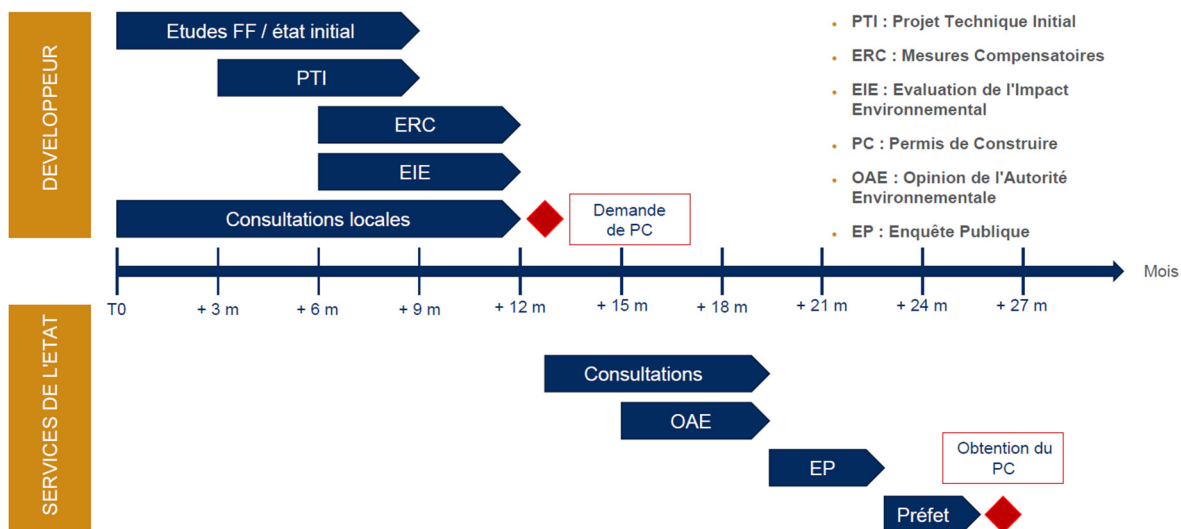 DEVELOPPEUR
Etudes FF / état initial
PTI
ERC
EIE
Consultations locales
Demande
de PC
• PTI : Projet Technique Initial
• ERC : Mesures Compensatoires
• EIE : Evaluation de l'Impact
Environnemental
• PC : Permis de Construire
• OAE : Opinion de l'Autorité
Environnementale
• EP : Enquête Publique
Mois
T0
+ 3 m
+ 6 m
+ 9 m
+ 12 m
+ 15 m
+ 18 m
+ 21 m
+ 24 m
+ 27 m
SERVICES DE L'ETAT
Consultations
OAE
EP
Obtention du
PC
Préfet